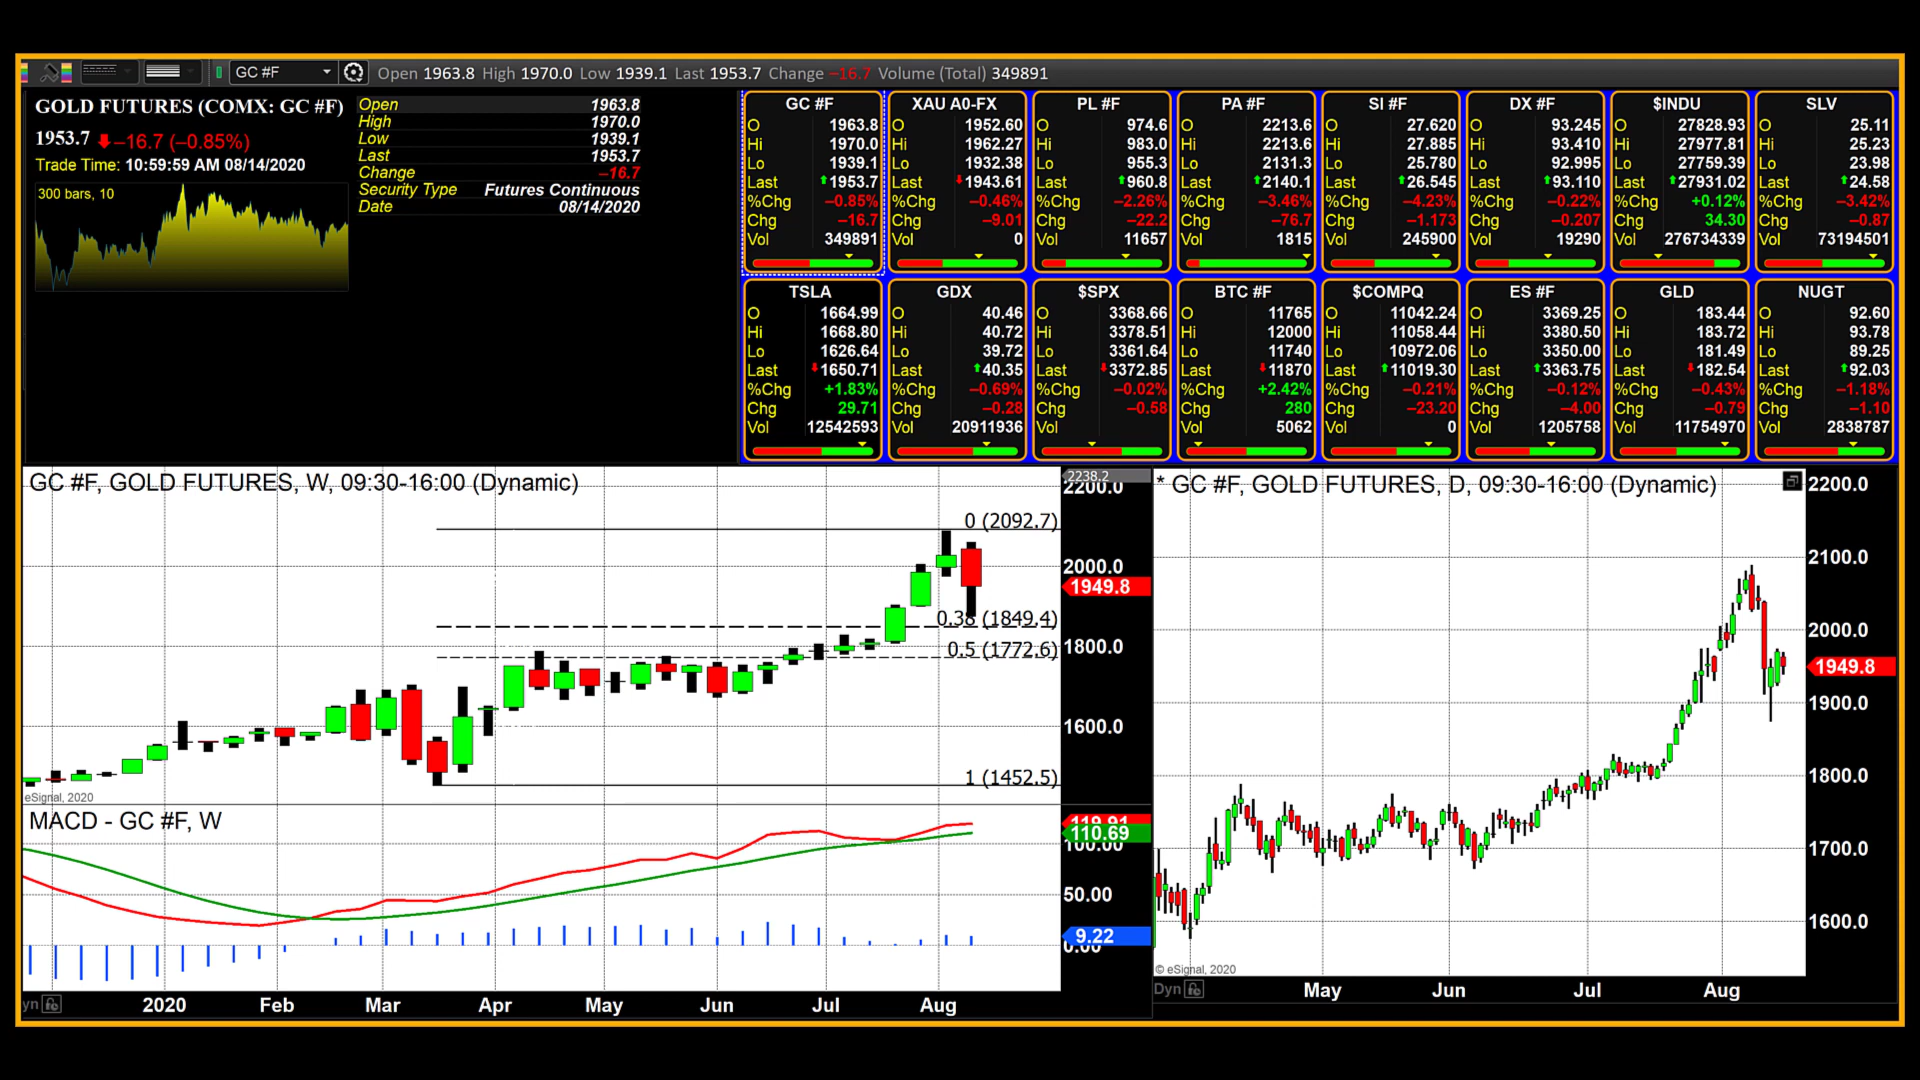 GC #F
Open 1963.8 High 1970.0 Low 1939.1 Last 1953.7 Change –16.7 Volume (Total) 349891
GOLD FUTURES (COMX: GC #F)
1953.7 –16.7 (–0.85%)
Trade Time: 10:59:59 AM 08/14/2020
300 bars, 10
Open 1963.8
High 1970.0
Low 1939.1
Last 1953.7
Change –16.7
Security Type Futures Continuous
Date 08/14/2020
GC #F
O 1963.8
Hi 1970.0
Lo 1939.1
Last 1953.7
%Chg –0.85%
Chg –16.7
Vol 349891
XAU A0-FX
O 1952.60
Hi 1962.27
Lo 1932.38
Last 1943.61
%Chg –0.46%
Chg –9.01
Vol 0
PL #F
O 974.6
Hi 983.0
Lo 955.3
Last 960.8
%Chg –2.26%
Chg –22.2
Vol 11657
PA #F
O 2213.6
Hi 2213.6
Lo 2131.3
Last 2140.1
%Chg –3.46%
Chg –76.7
Vol 1815
SI #F
O 27.620
Hi 27.885
Lo 25.780
Last 26.545
%Chg –4.23%
Chg –1.173
Vol 245900
DX #F
O 93.245
Hi 93.410
Lo 92.995
Last 93.110
%Chg –0.22%
Chg –0.207
Vol 19290
$INDU
O 27828.93
Hi 27977.81
Lo 27759.39
Last 27931.02
%Chg +0.12%
Chg 34.30
Vol 276734339
SLV
O 25.11
Hi 25.23
Lo 23.98
Last 24.58
%Chg –3.42%
Chg –0.87
Vol 73194501
TSLA
O 1664.99
Hi 1668.80
Lo 1626.64
Last 1650.71
%Chg +1.83%
Chg 29.71
Vol 12542593
GDX
O 40.46
Hi 40.72
Lo 39.72
Last 40.35
%Chg –0.69%
Chg –0.28
Vol 20911936
$SPX
O 3368.66
Hi 3378.51
Lo 3361.64
Last 3372.85
%Chg –0.02%
Chg –0.58
Vol
BTC #F
O 11765
Hi 12000
Lo 11740
Last 11870
%Chg +2.42%
Chg 280
Vol 5062
$COMPQ
O 11042.24
Hi 11058.44
Lo 10972.06
Last 11019.30
%Chg –0.21%
Chg –23.20
Vol 0
ES #F
O 3369.25
Hi 3380.50
Lo 3350.00
Last 3363.75
%Chg –0.12%
Chg –4.00
Vol 1205758
GLD
O 183.44
Hi 183.72
Lo 181.49
Last 182.54
%Chg –0.43%
Chg –0.79
Vol 11754970
NUGT
O 92.60
Hi 93.78
Lo 89.25
Last 92.03
%Chg –1.18%
Chg –1.10
Vol 2838787
GC #F, GOLD FUTURES, W, 09:30-16:00 (Dynamic)
2238.2
2200.0
0 (2092.7)
2000.0
1949.8
0.38 (1849.4)
0.5 (1772.6)
1800.0
1600.0
1 (1452.5)
eSignal, 2020
MACD - GC #F, W
119.91
110.69
100.00
50.00
9.22
0.00
yn 2020 Feb Mar Apr May Jun Jul Aug
* GC #F, GOLD FUTURES, D, 09:30-16:00 (Dynamic)
2200.0
2100.0
2000.0
1949.8
1900.0
1800.0
1700.0
1600.0
© eSignal, 2020
Dyn May Jun Jul Aug